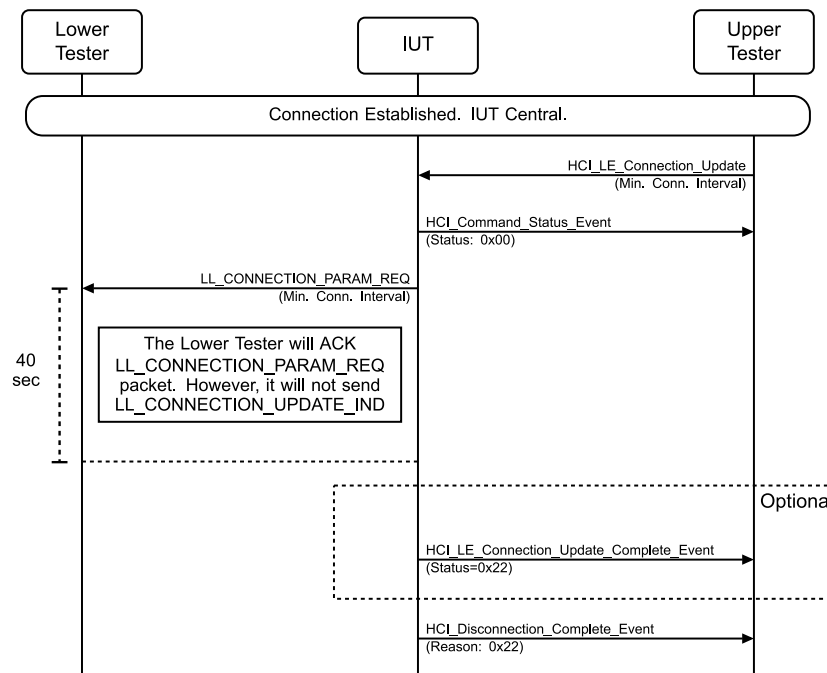 Lower
Tester
IUT
Upper
Tester
Connection Established. IUT Central.
HCI_LE_Connection_Update
(Min. Conn. Interval)
HCI_Command_Status_Event
(Status: 0x00)
LL_CONNECTION_PARAM_REQ
(Min. Conn. Interval)
40
sec
The Lower Tester will ACK
LL_CONNECTION_PARAM_REQ
packet. However, it will not send
LL_CONNECTION_UPDATE_IND
Optiona
HCI_LE_Connection_Update_Complete_Event
(Status=0x22)
HCI_Disconnection_Complete_Event
(Reason: 0x22)